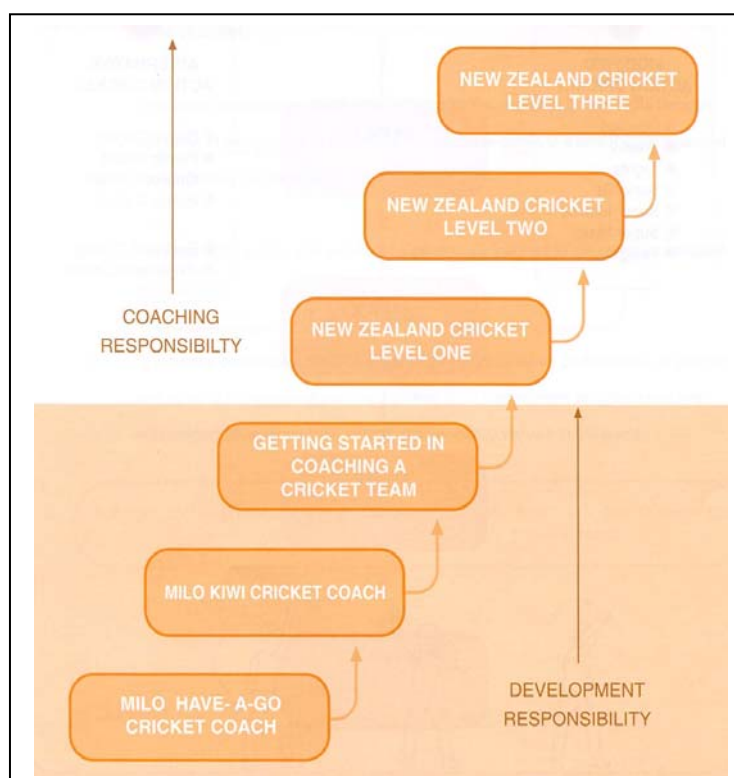 NEW ZEALAND CRICKET
LEVEL THREE
NEW ZEALAND CRICKET
LEVEL TWO
COACHING
RESPONSIBILTY
NEW ZEALAND CRICKET
LEVEL ONE
GETTING STARTED IN
COACHING A
CRICKET TEAM
MILO KIWI CRICKET COACH
MILO HAVE- A-GO
CRICKET COACH
DEVELOPMENT
RESPONSIBILITY